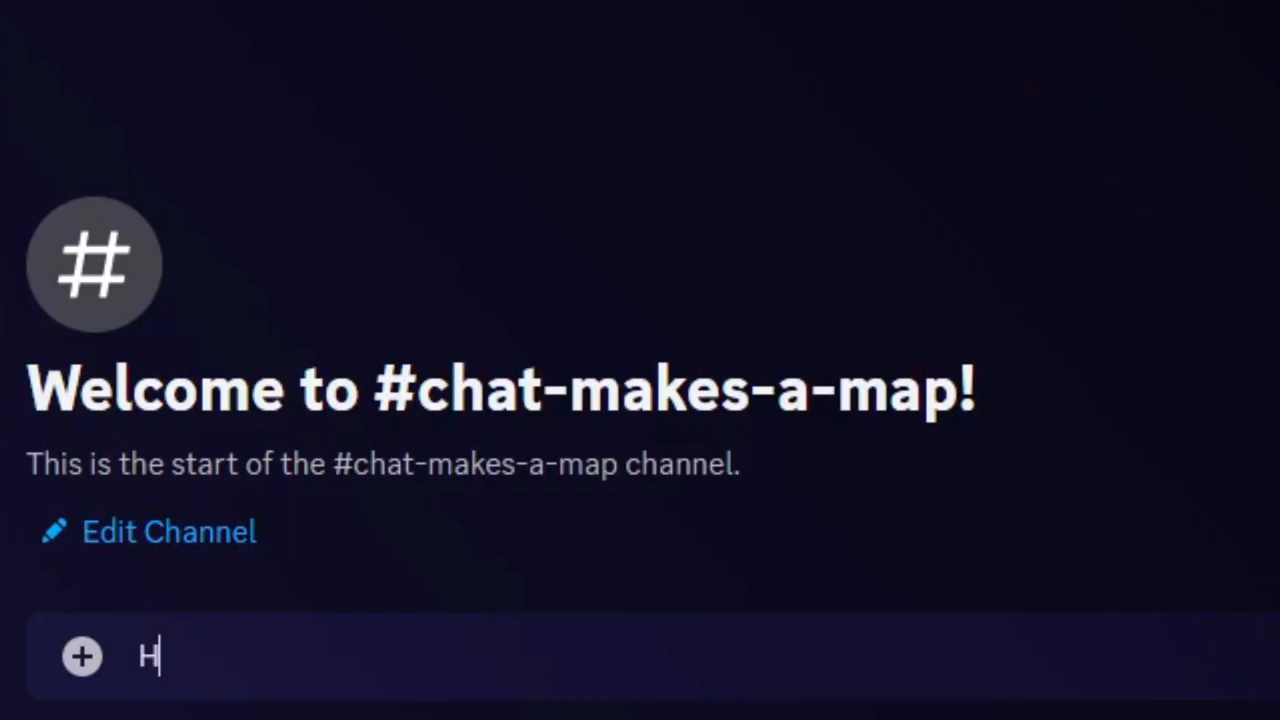 #
Welcome to #chat-makes-a-map!
This is the start of the #chat-makes-a-map channel.
Edit Channel
H